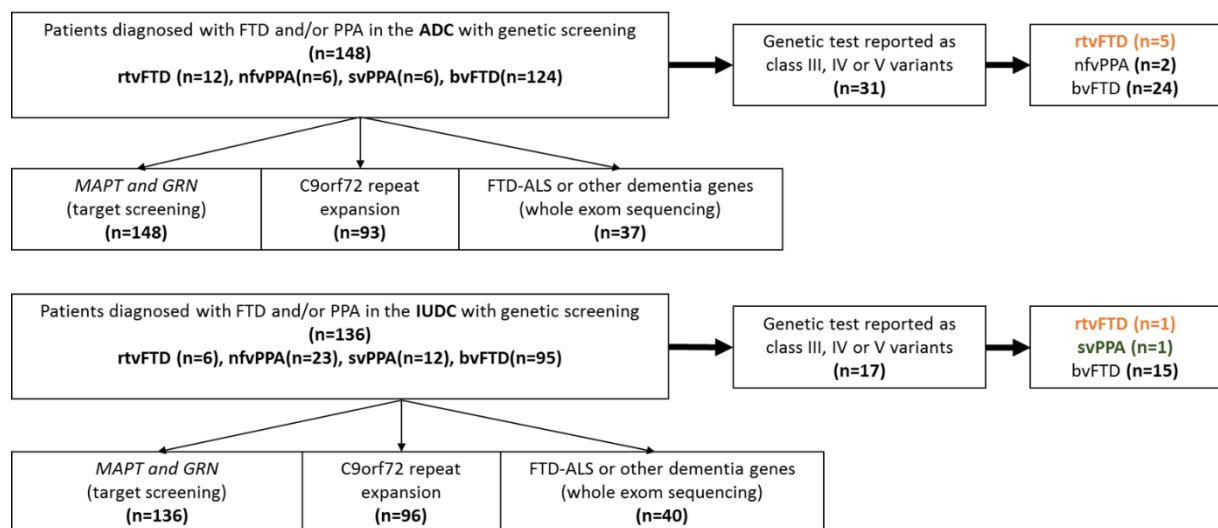 Patients diagnosed with FTD and/or PPA in the ADC with genetic screening
(n=148)
rtvFTD (n=12), nfvPPA(n=6), svPPA(n=6), bvFTD(n=124)
Genetic test reported as
class III, IV or V variants
(n=31)
rtvFTD (n=5)
nfvPPA (n=2)
bvFTD (n=24)
MAPT and GRN
(target screening)
(n=148)
C9orf72 repeat
expansion
(n=93)
FTD-ALS or other dementia genes
(whole exom sequencing)
(n=37)
Patients diagnosed with FTD and/or PPA in the IUDC with genetic screening
(n=136)
rtvFTD (n=6), nfvPPA(n=23), svPPA(n=12), bvFTD(n=95)
Genetic test reported as
class III, IV or V variants
(n=17)
rtvFTD (n=1)
svPPA (n=1)
bvFTD (n=15)
MAPT and GRN
(target screening)
(n=136)
C9orf72 repeat
expansion
(n=96)
FTD-ALS or other dementia genes
(whole exom sequencing)
(n=40)